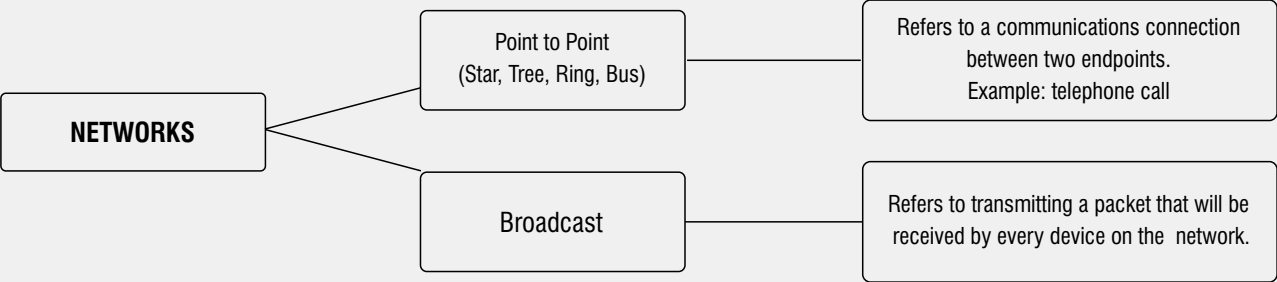 NETWORKS
Point to Point
(Star, Tree, Ring, Bus)
Refers to a communications connection
between two endpoints.
Example: telephone call
Broadcast
Refers to transmitting a packet that will be
received by every device on the network.